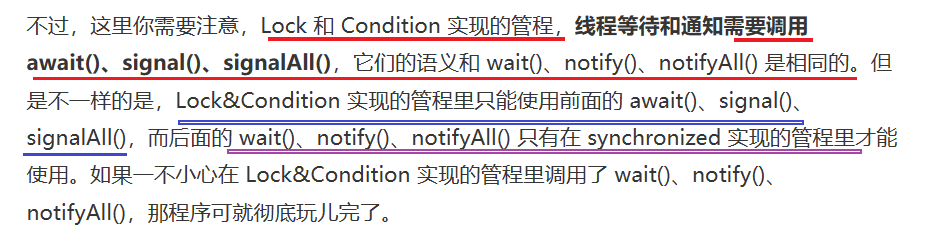 不过，这里你需要注意，Lock 和 Condition 实现的管程，线程等待和通知需要调用
await()、signal()、signalAll()，它们的语义和 wait()、notify()、notifyAll() 是相同的。但
是不一样的是，Lock&Condition 实现的管程里只能使用前面的 await()、signal()、
signalAll()，而后面的 wait()、notify()、notifyAll() 只有在 synchronized 实现的管程里才能
使用。如果一不小心在 Lock&Condition 实现的管程里调用了 wait()、notify()、
notifyAll()，那程序可就彻底玩儿完了。